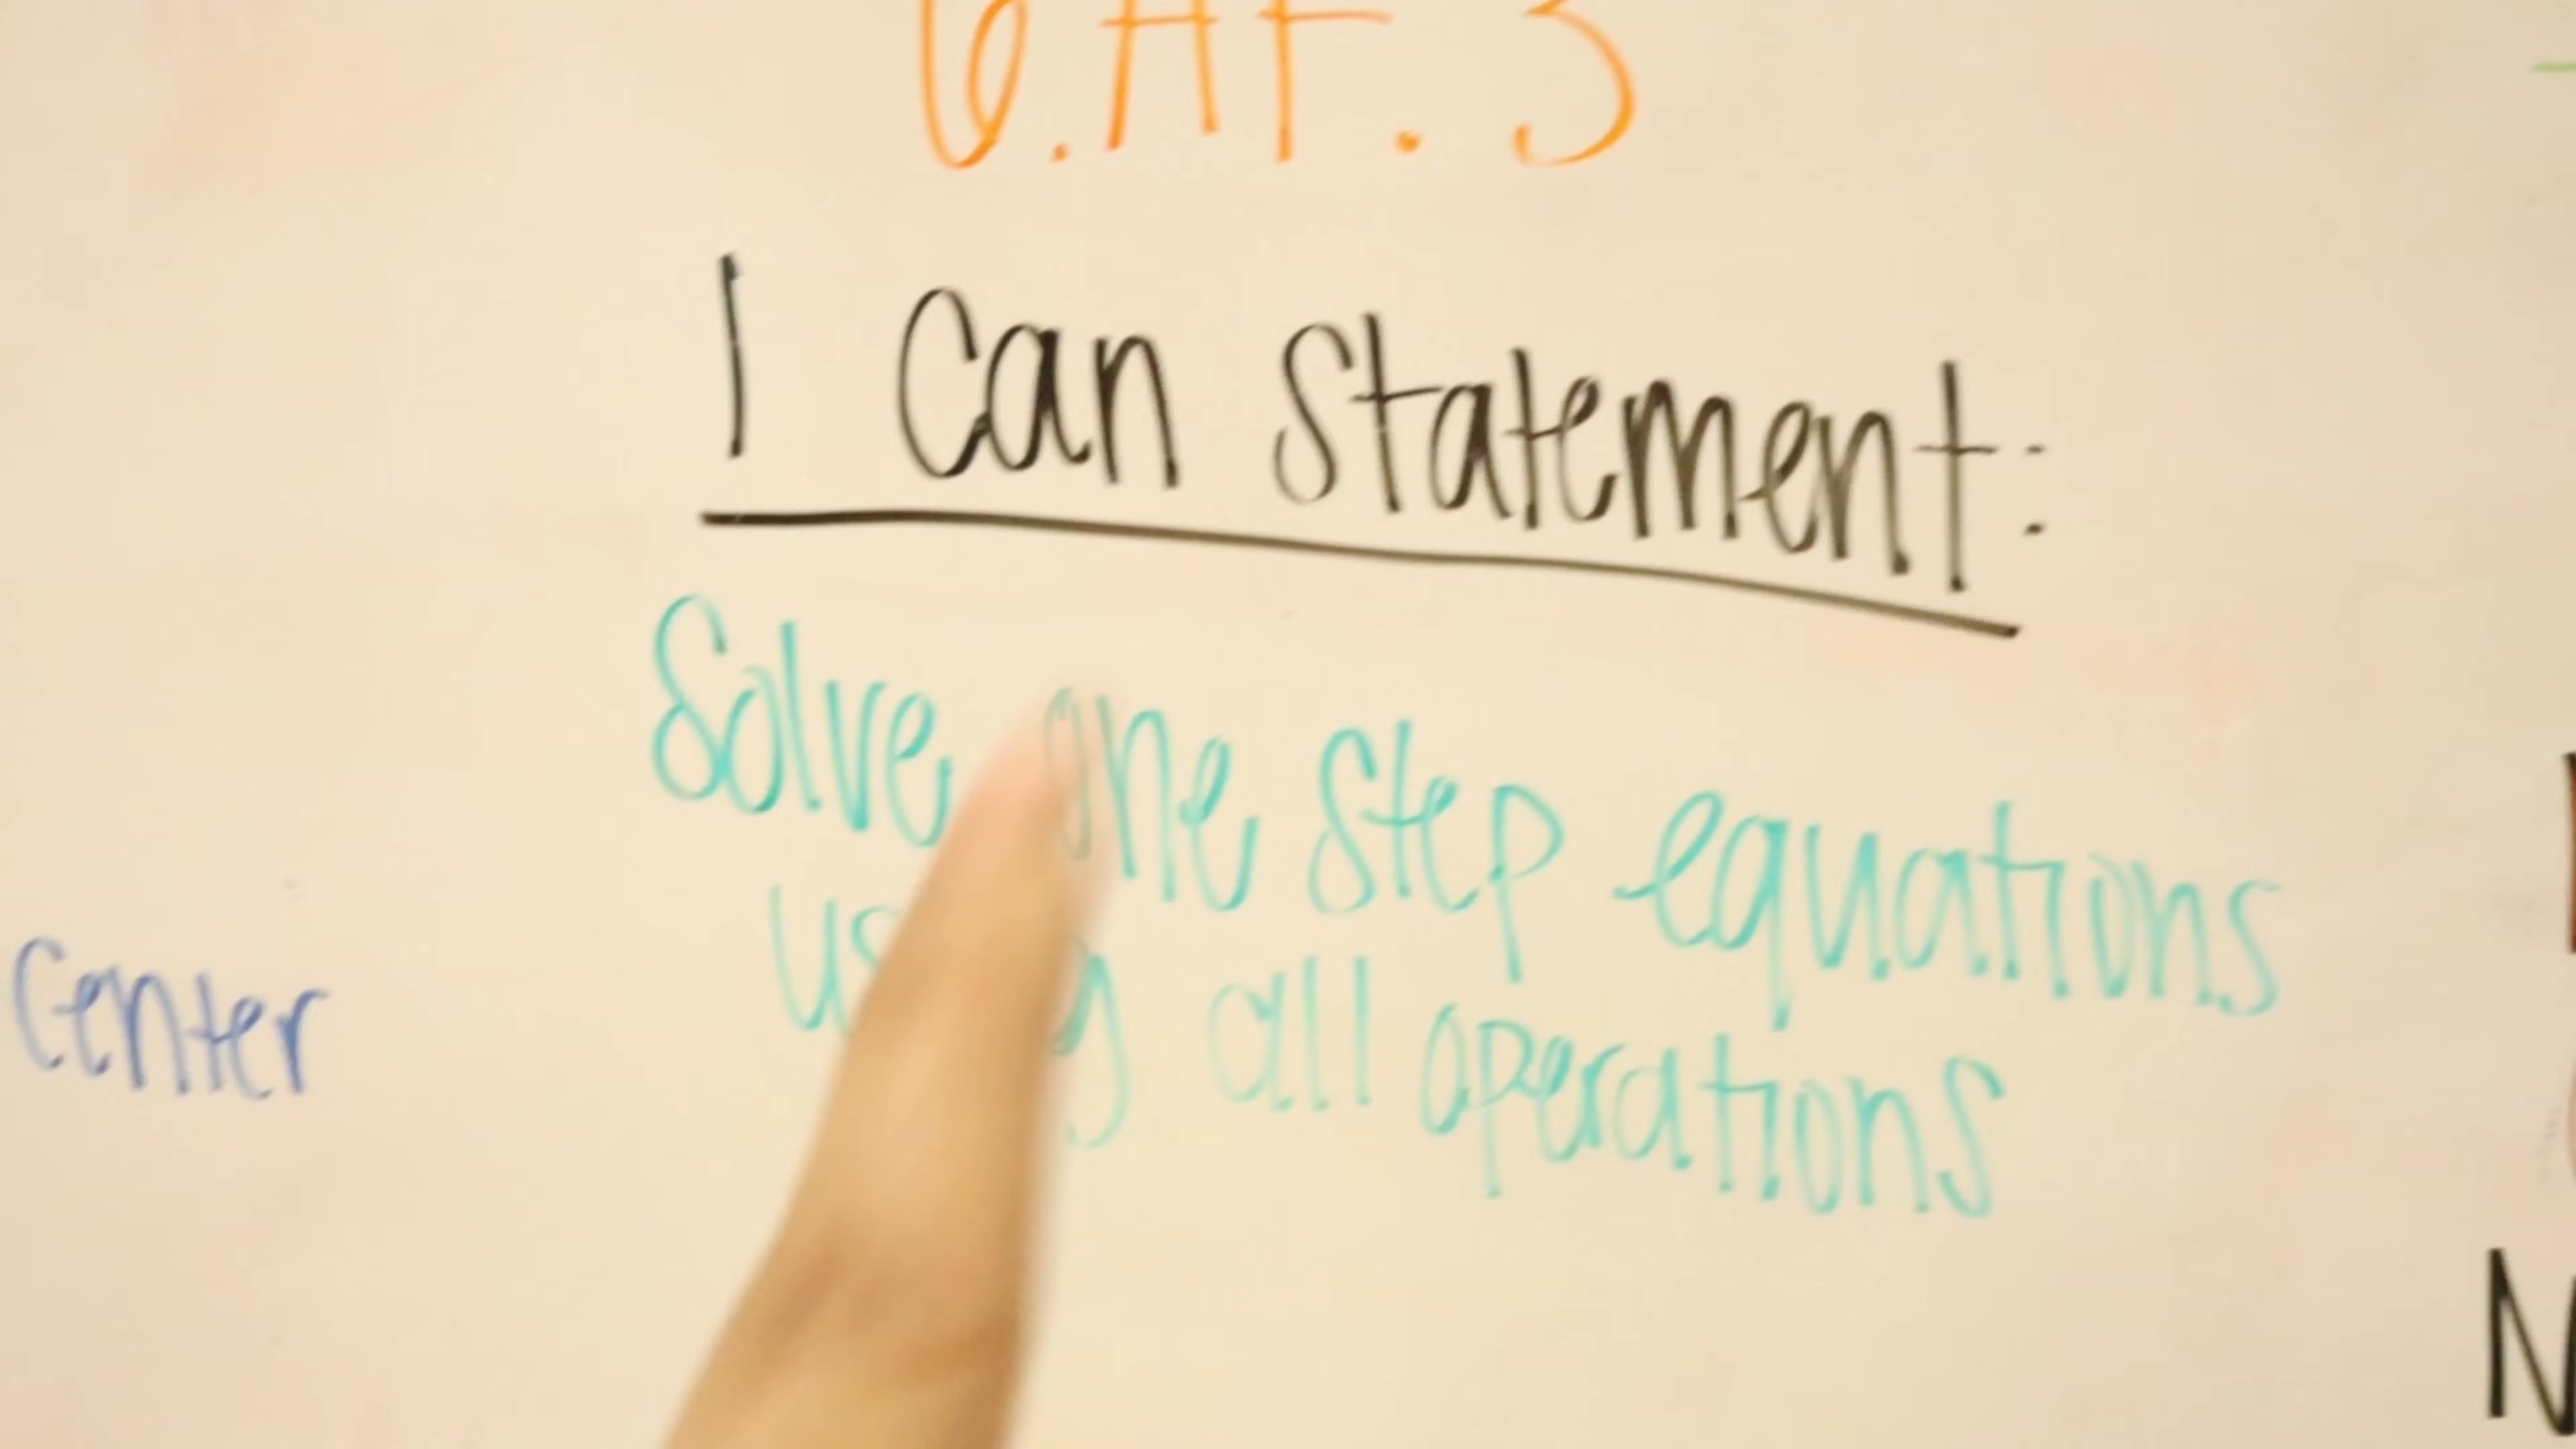 I can statement:
Solve one step equations
all operations
center